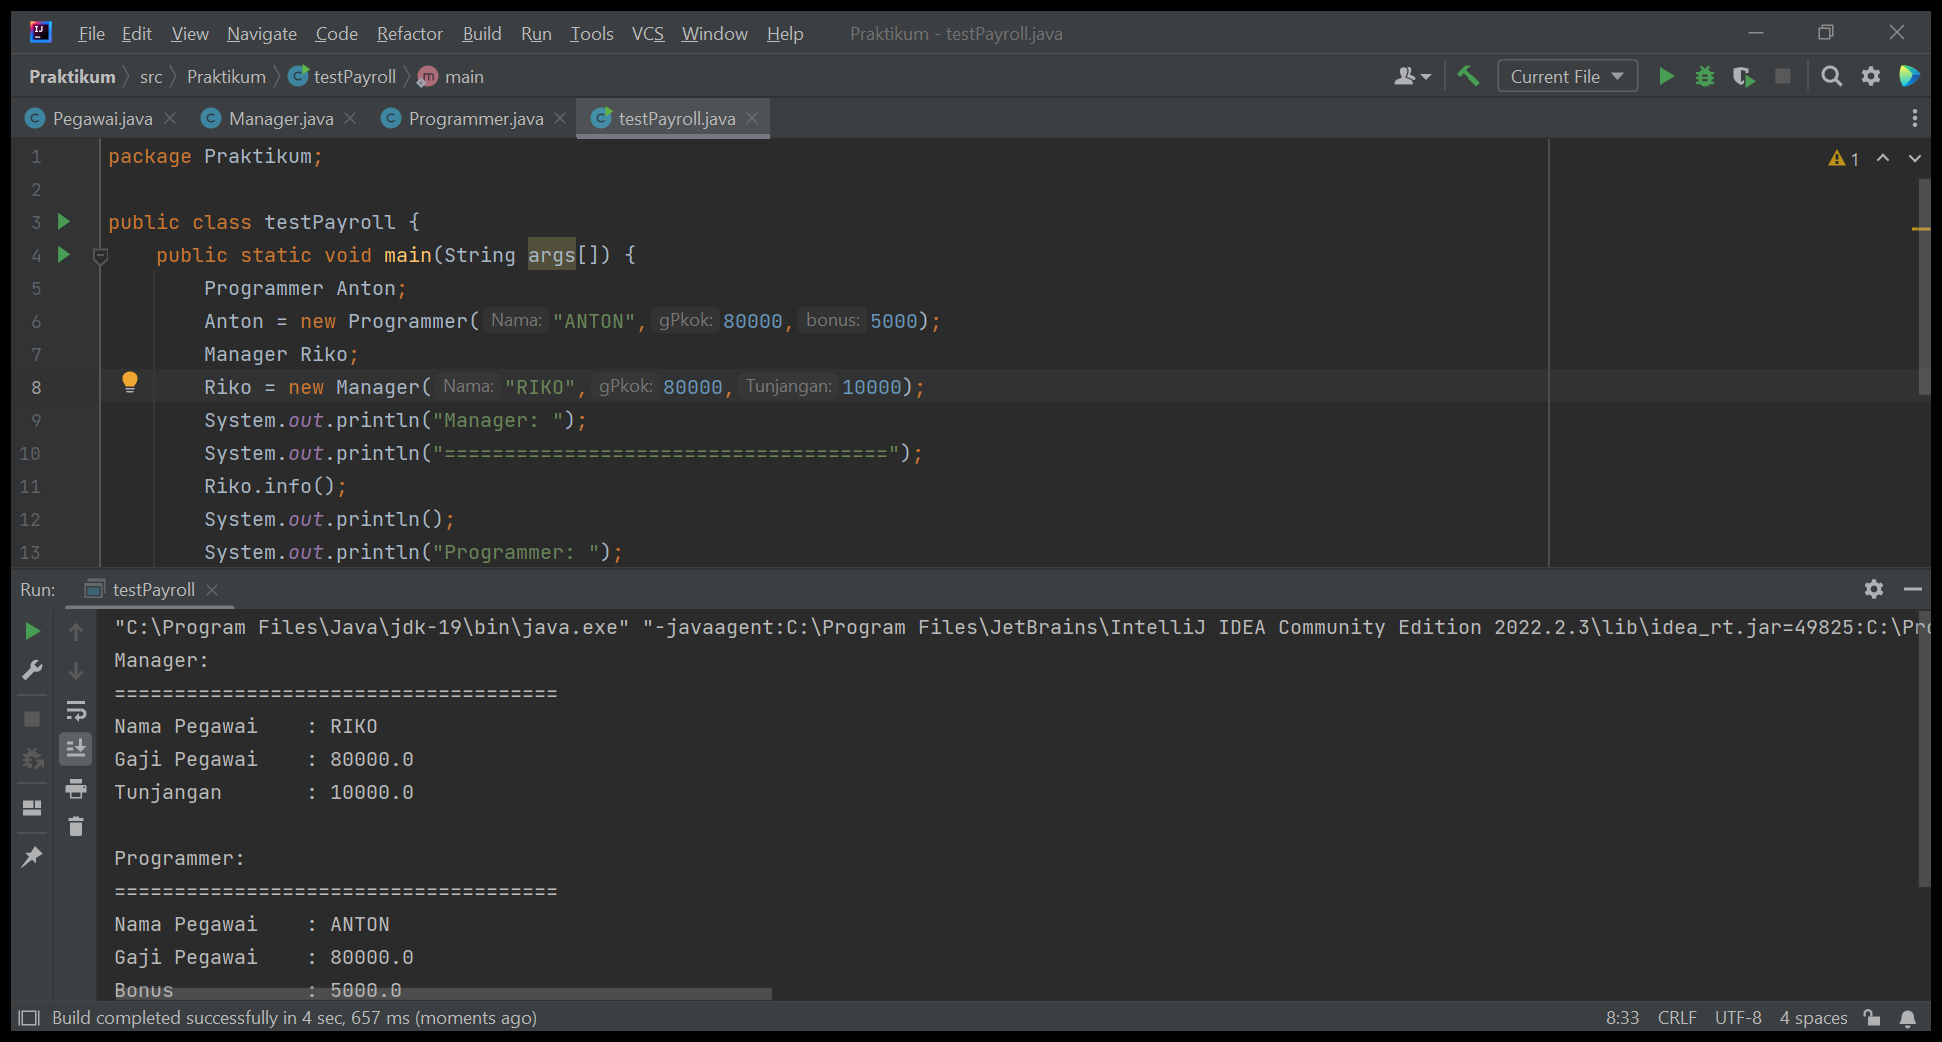 File Edit View Navigate Code Refactor Build Run Tools VCS Window Help Praktikum - testPayroll.java
Praktikum src Praktikum testPayroll main Current File
Pegawai.java Manager.java Programmer.java testPayroll.java
1 package Praktikum;
2
3 public class testPayroll {
4 public static void main(String args[]) {
5 Programmer Anton;
6 Anton = new Programmer( Nama: "ANTON", gPkok: 80000, bonus: 5000);
7 Manager Riko;
8 Riko = new Manager( Nama: "RIKO", gPkok: 80000, Tunjangan: 10000);
9 System.out.println("Manager: ");
10 System.out.println("=====================================");
11 Riko.info();
12 System.out.println();
13 System.out.println("Programmer: ");
1
Run: testPayroll
"C:\Program Files\Java\jdk-19\bin\java.exe" "-javaagent:C:\Program Files\JetBrains\IntelliJ IDEA Community Edition 2022.2.3\lib\idea_rt.jar=49825:C:\Pro
Manager:
=====================================
Nama Pegawai : RIKO
Gaji Pegawai : 80000.0
Tunjangan : 10000.0
Programmer:
=====================================
Nama Pegawai : ANTON
Gaji Pegawai : 80000.0
Bonus : 5000.0
Build completed successfully in 4 sec, 657 ms (moments ago) 8:33 CRLF UTF-8 4 spaces